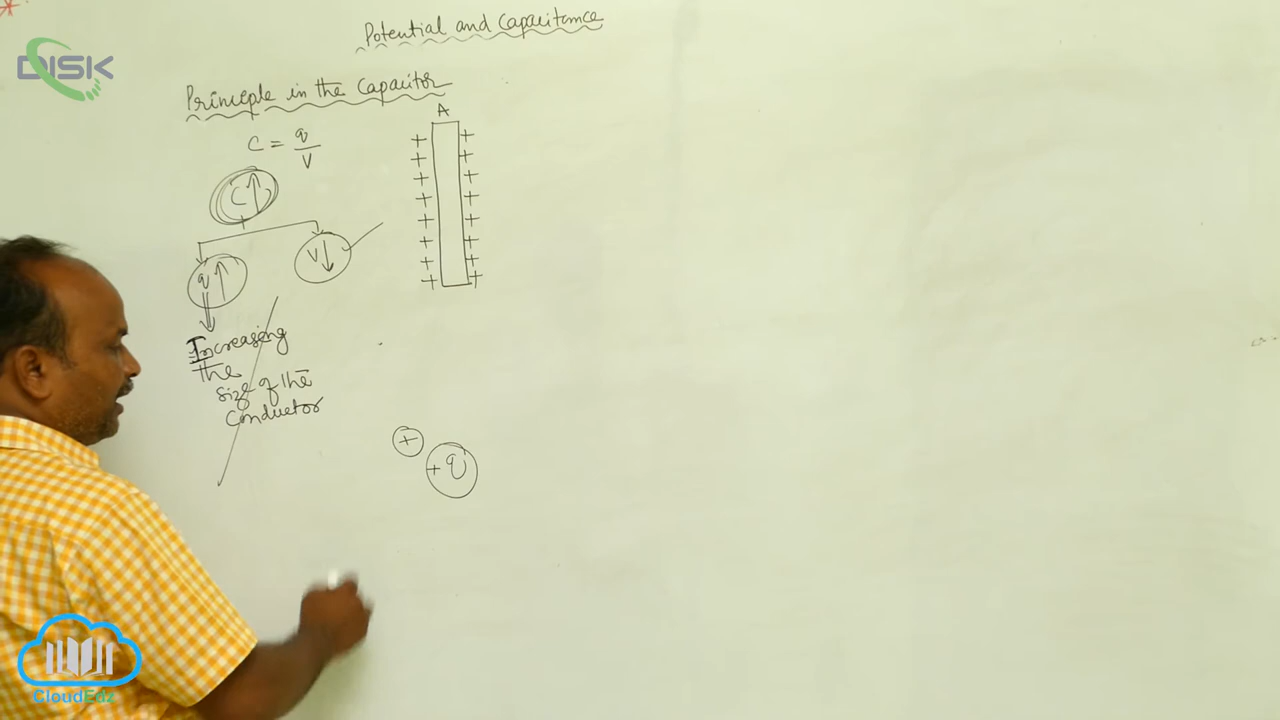 Potential and Capacitance
DISK
Principle in the Capacitor
A
C = q/V
C↑
q↑ V↓
Increasing
the
size of the
conductor
+
+ q
CloudEdz